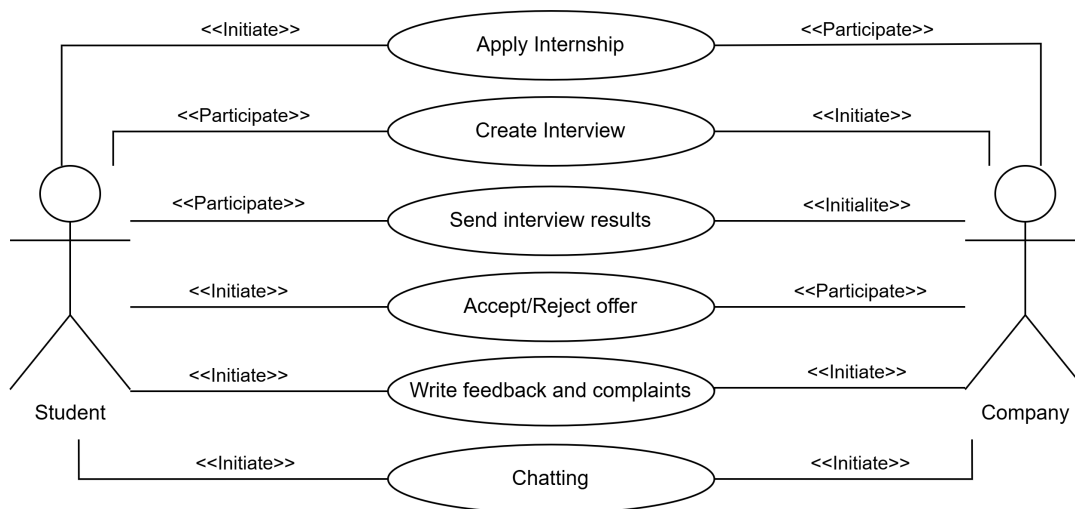 <<Initiate>> Apply Internship <<Participate>>
<<Participate>> Create Interview <<Initiate>>
<<Participate>> Send interview results <<Initialite>>
<<Initiate>> Accept/Reject offer <<Participate>>
<<Initiate>> Write feedback and complaints <<Initiate>>
Student Company
<<Initiate>> Chatting <<Initiate>>